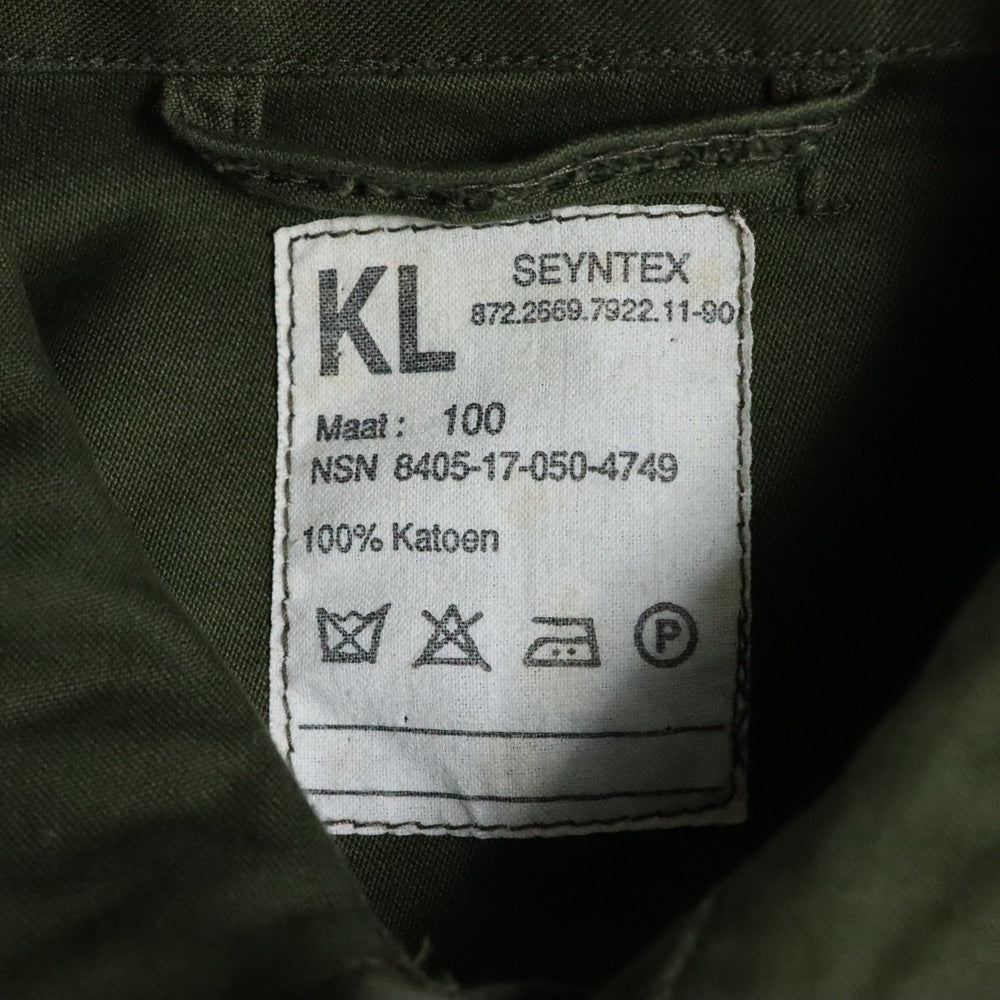 KL
SEYNTEX
872.2669.7922.11-90
Maat : 100
NSN 8405-17-050-4749
100% Katoen
P